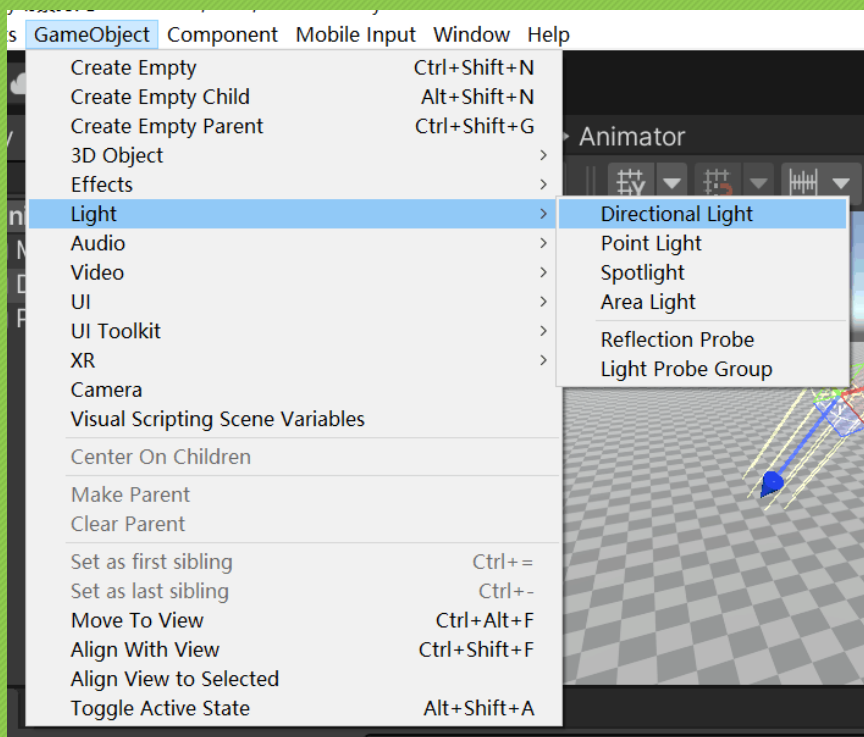 GameObject Component Mobile Input Window Help
Create Empty Ctrl+Shift+N
Create Empty Child Alt+Shift+N
Create Empty Parent Ctrl+Shift+G
3D Object
Effects
Light
Audio
Video
UI
UI Toolkit
XR
Camera
Visual Scripting Scene Variables
Center On Children
Make Parent
Clear Parent
Set as first sibling Ctrl+=
Set as last sibling Ctrl+-
Move To View Ctrl+Alt+F
Align With View Ctrl+Shift+F
Align View to Selected
Toggle Active State Alt+Shift+A
Animator
Directional Light
Point Light
Spotlight
Area Light
Reflection Probe
Light Probe Group